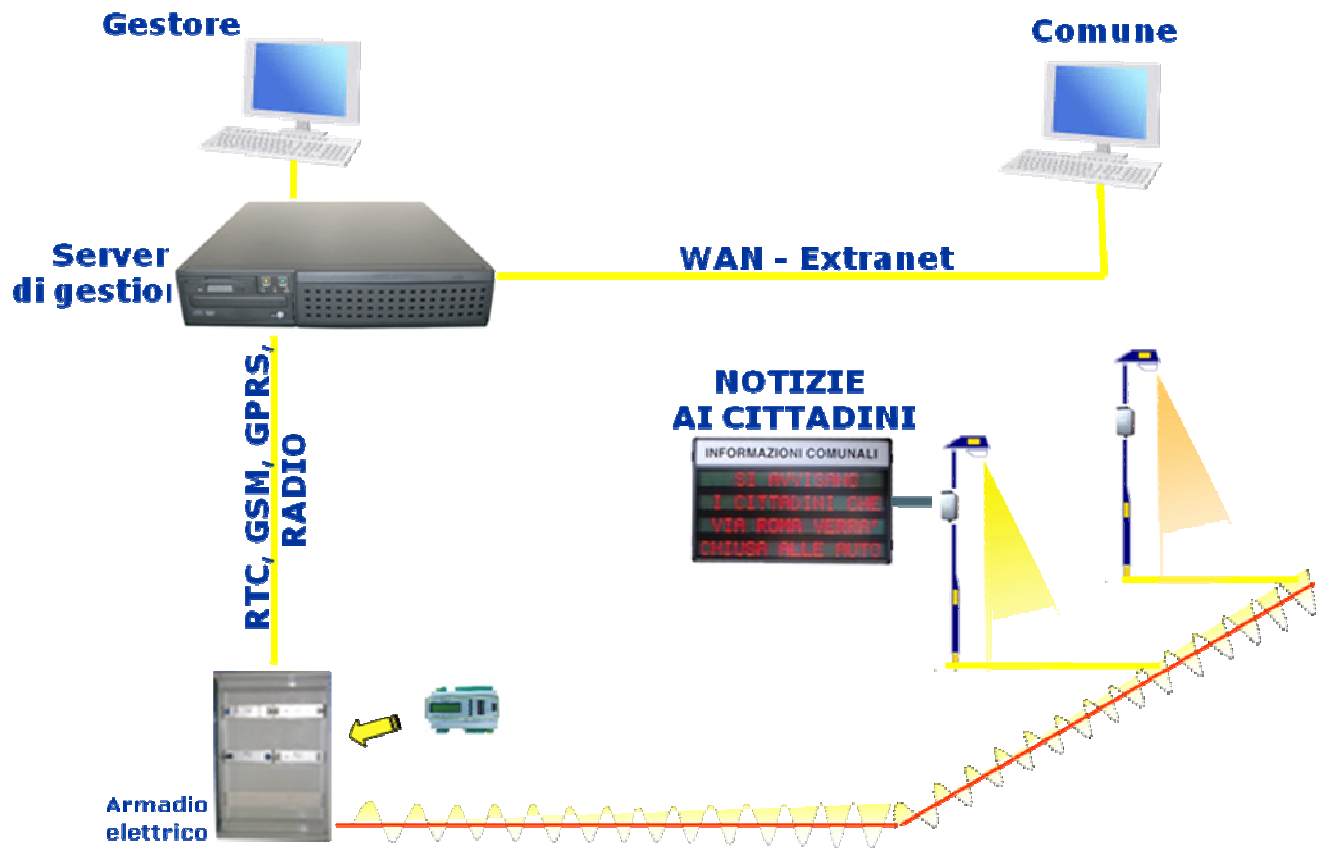 Gestore
Comune
Server
di gestion
WAN - Extranet
RTC, GSM, GPRS,
RADIO
NOTIZIE
AI CITTADINI
INFORMAZIONI COMUNALI
SI AVVISANO
I CITTADINI CHE
VIA ROMA VERRA'
CHIUSA ALLE AUTO
Armadio
elettrico